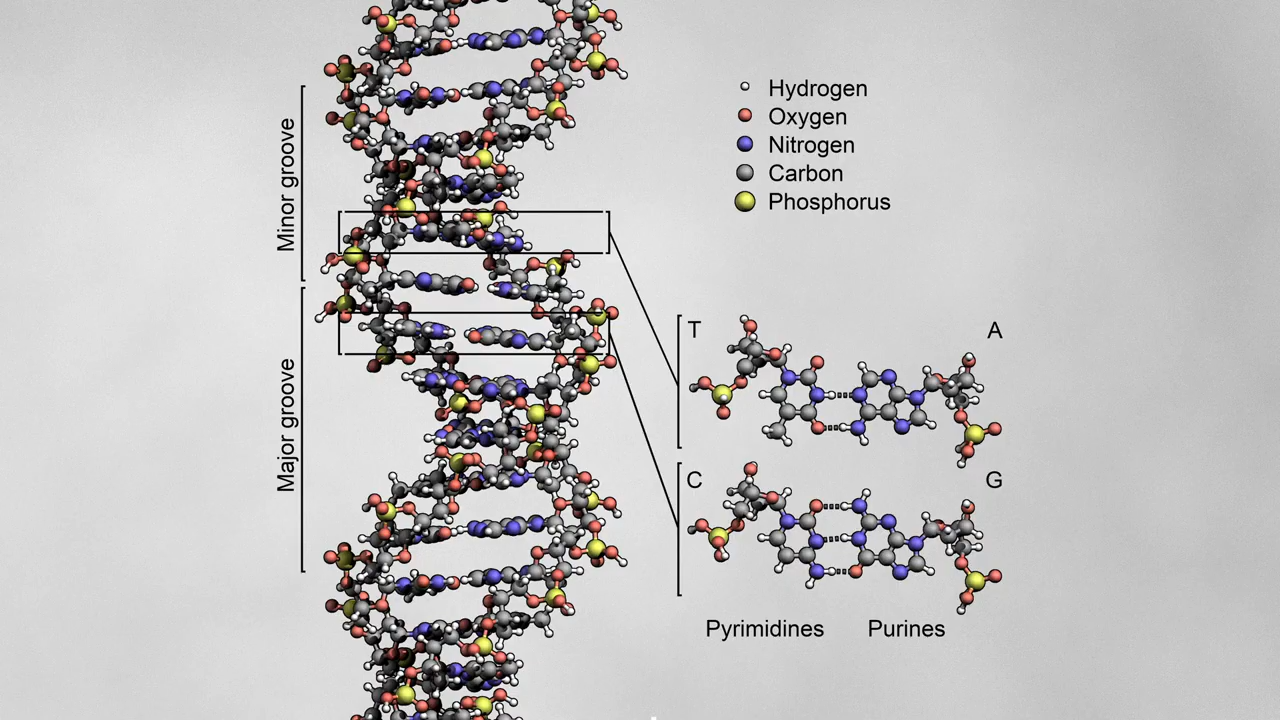 Minor groove
Major groove
Hydrogen
Oxygen
Nitrogen
Carbon
Phosphorus
T A
C G
Pyrimidines Purines